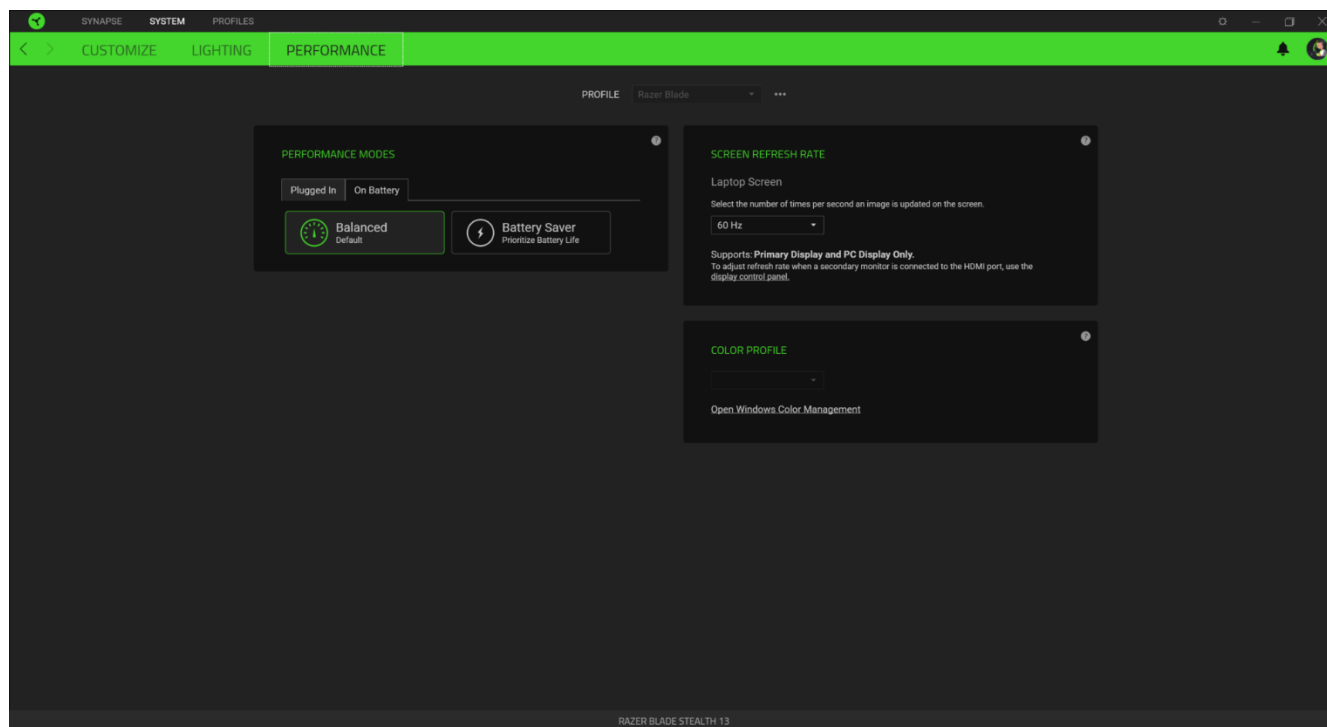 SYNAPSE SYSTEM PROFILES
CUSTOMIZE LIGHTING PERFORMANCE
PROFILE Razer Blade
PERFORMANCE MODES
Plugged In On Battery
Balanced
Default
Battery Saver
Prioritize Battery Life
SCREEN REFRESH RATE
Laptop Screen
Select the number of times per second an image is updated on the screen.
60 Hz
Supports: Primary Display and PC Display Only.
To adjust refresh rate when a secondary monitor is connected to the HDMI port, use the
display control panel.
COLOR PROFILE
Open Windows Color Management
RAZER BLADE STEALTH 13